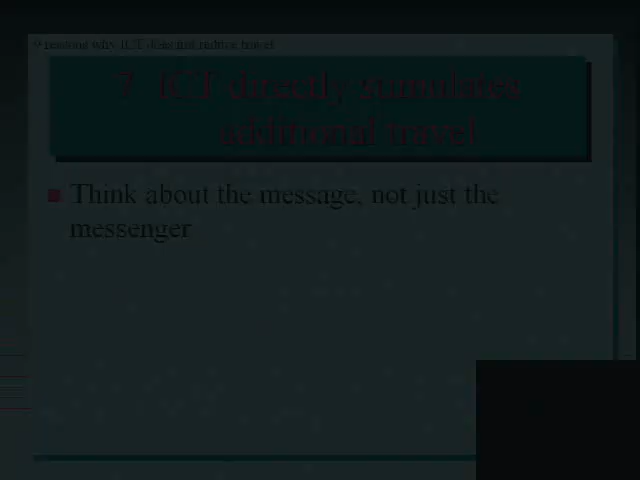 9 reasons why ICT does not reduce travel
7 ICT directly stimulates
additional travel
Think about the message, not just the
messenger